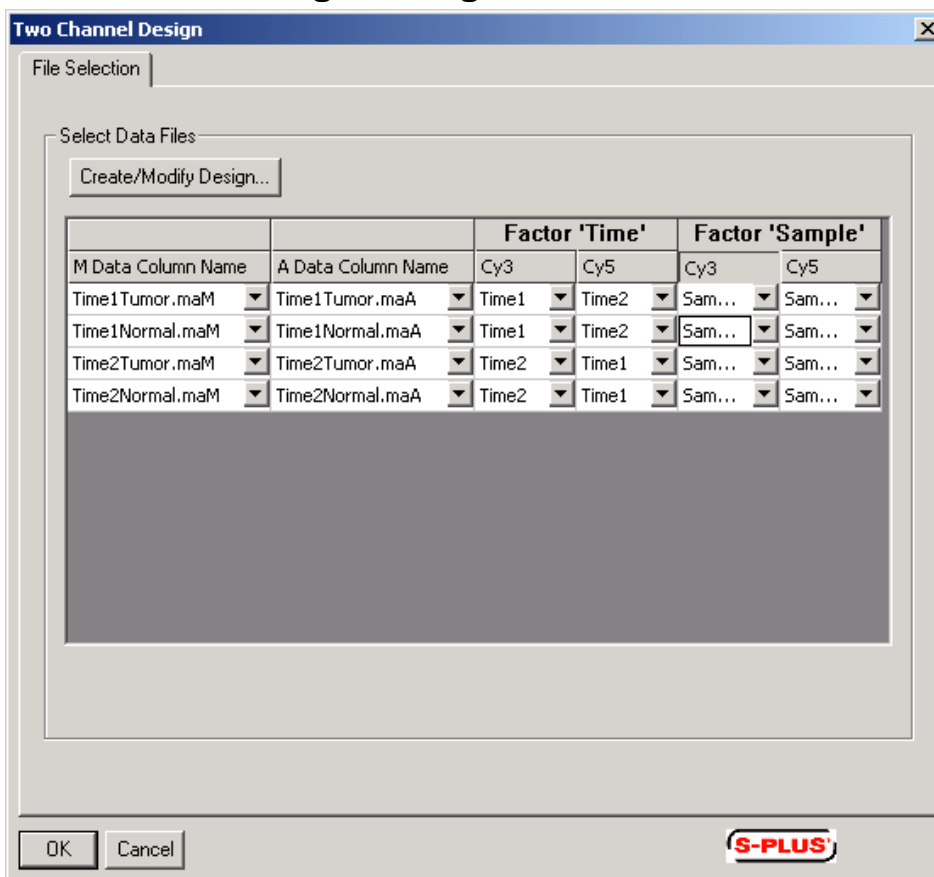 Two Channel Design
File Selection
Select Data Files
Create/Modify Design...
Factor 'Time' Factor 'Sample'
M Data Column Name A Data Column Name Cy3 Cy5 Cy3 Cy5
Time1Tumor.maM Time1Tumor.maA Time1 Time2 Sam... Sam...
Time1Normal.maM Time1Normal.maA Time1 Time2 Sam... Sam...
Time2Tumor.maM Time2Tumor.maA Time2 Time1 Sam... Sam...
Time2Normal.maM Time2Normal.maA Time2 Time1 Sam... Sam...
OK Cancel S-PLUS